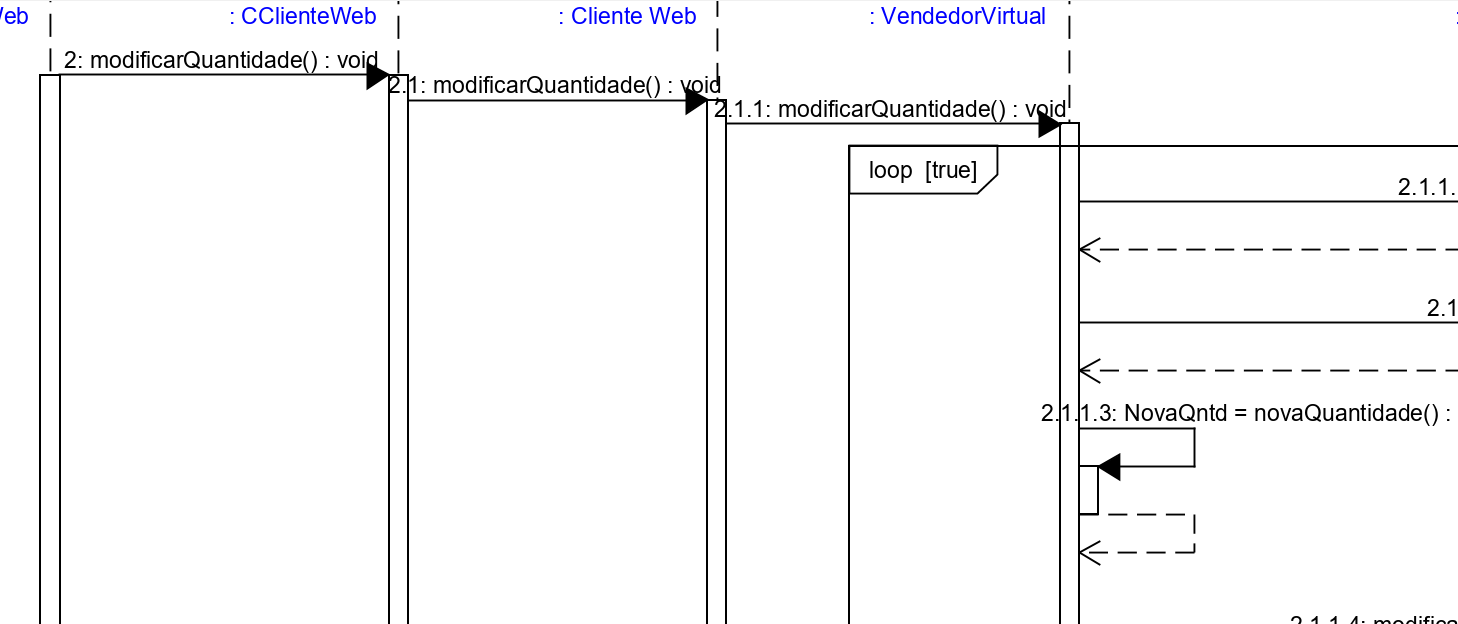 : CClienteWeb
: Cliente Web
: VendedorVirtual
2: modificarQuantidade() : void
2.1: modificarQuantidade() : void
2.1.1: modificarQuantidade() : void
loop [true]
2.1.1.
2.1
2.1.1.3: NovaQntd = novaQuantidade() :
2.1.1.4: modifica